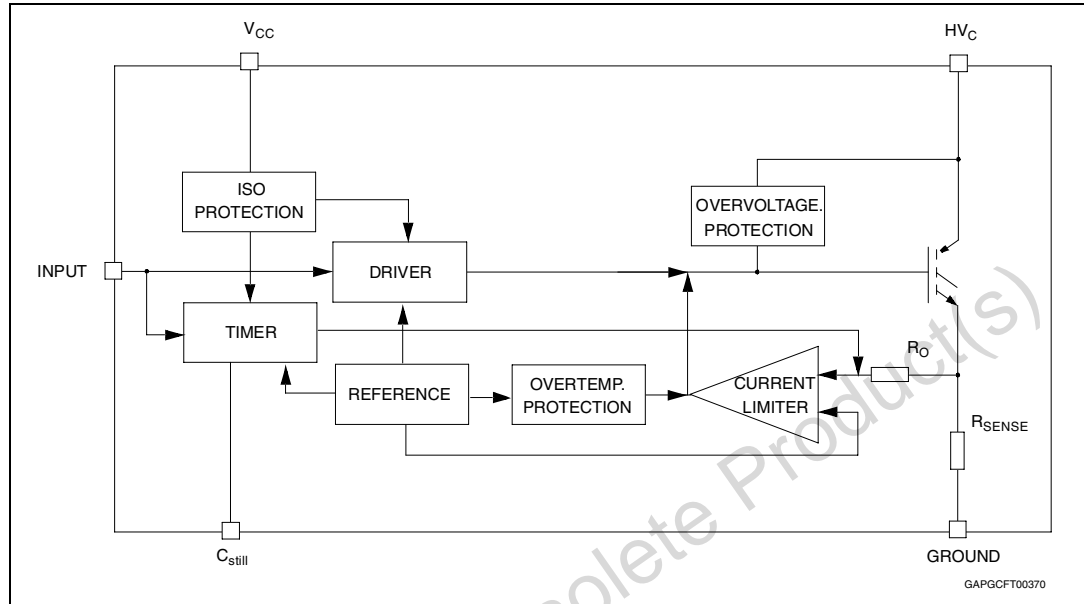 V_CC
HV_C
ISO
PROTECTION
OVERVOLTAGE.
PROTECTION
INPUT
DRIVER
TIMER
R_O
REFERENCE
OVERTEMP.
PROTECTION
CURRENT
LIMITER
R_SENSE
C_still
GROUND
GAPGCFT00370
olete Product(s)